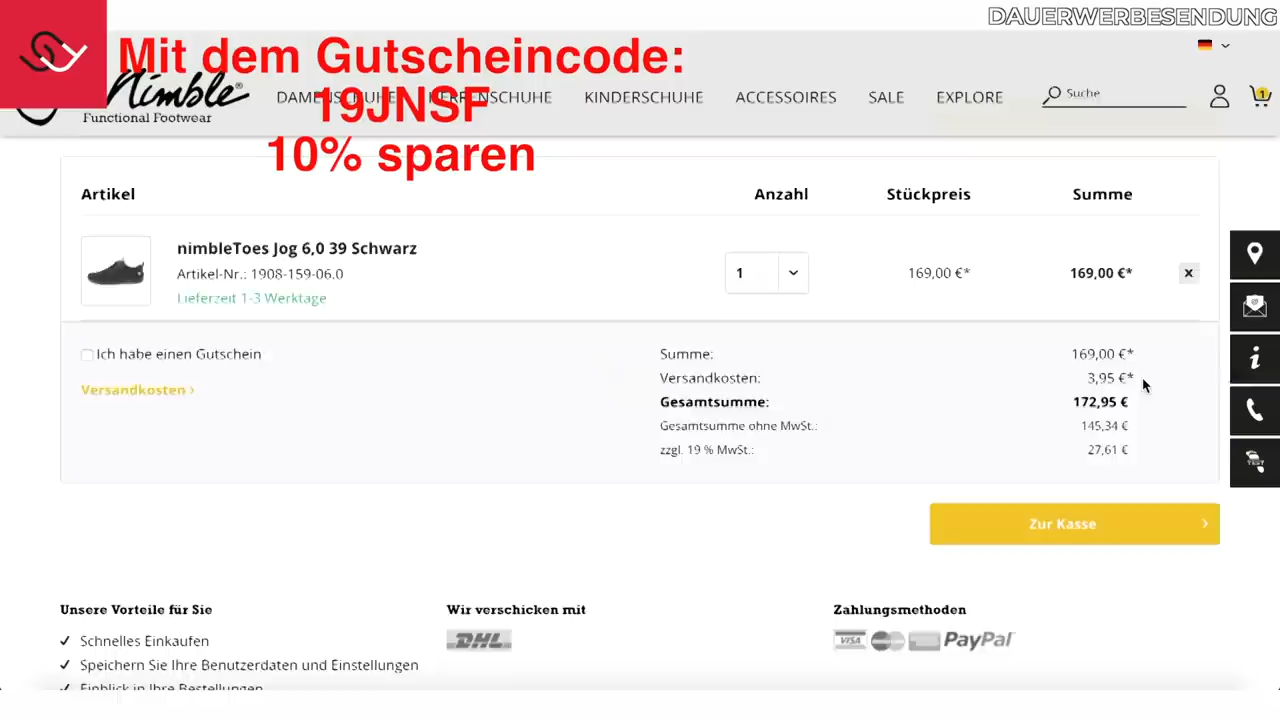 DAUERWERBESENDUNG
Mit dem Gutscheincode:
19JNSF
10% sparen
Nimble®
Functional Footwear
DAMENSCHUHE HERRENSCHUHE KINDERSCHUHE ACCESSOIRES SALE EXPLORE Suche 1
Artikel Anzahl Stückpreis Summe
nimbleToes Jog 6,0 39 Schwarz
Artikel-Nr.: 1908-159-06.0
Lieferzeit 1-3 Werktage
1 169,00 €* 169,00 €*
Ich habe einen Gutschein
Versandkosten
Summe: 169,00 €*
Versandkosten: 3,95 €*
Gesamtsumme: 172,95 €
Gesamtsumme ohne MwSt.: 145,34 €
zzgl. 19 % MwSt.: 27,61 €
TEST
Zur Kasse
Unsere Vorteile für Sie
Schnelles Einkaufen
Speichern Sie Ihre Benutzerdaten und Einstellungen
Einblick in Ihre Bestellungen
Wir verschicken mit
DHL
Zahlungsmethoden
VISA PayPal